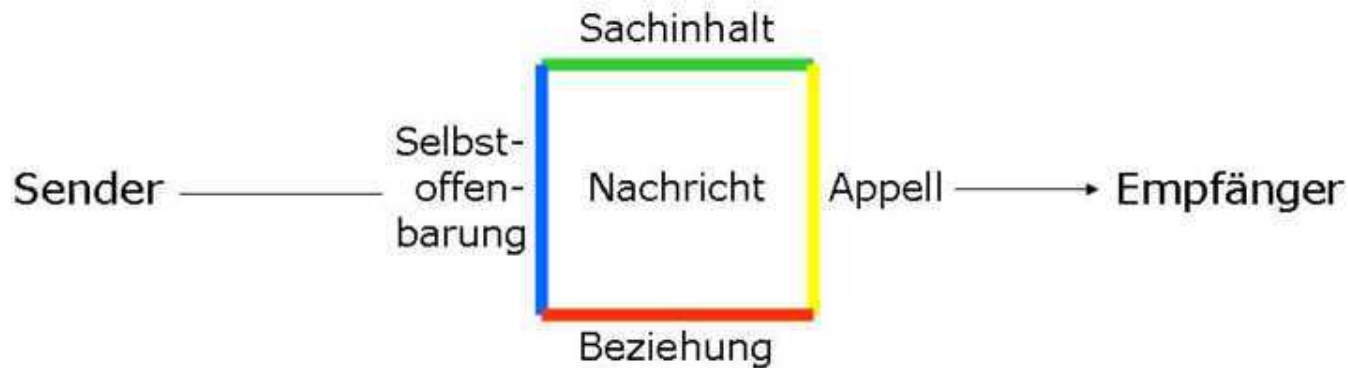 Sachinhalt
Sender
Selbst-
offen-
barung
Nachricht
Appell
Empfänger
Beziehung